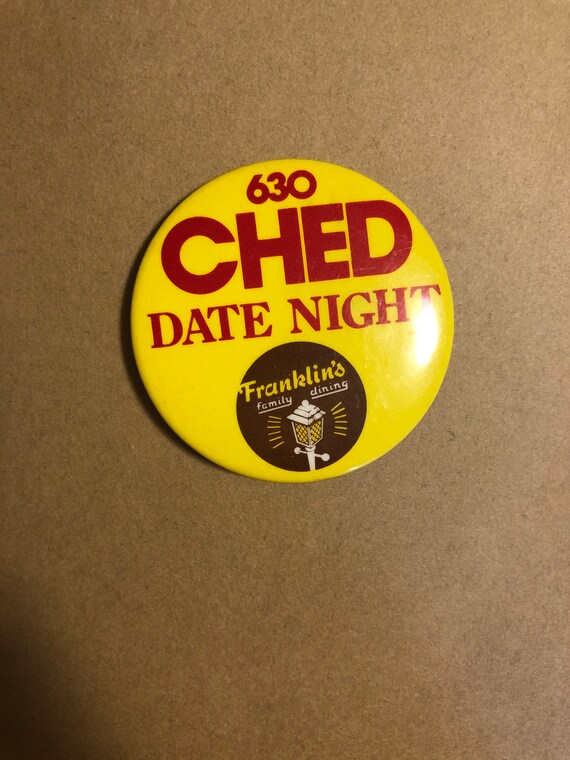 630
CHED
DATE NIGHT
Franklin's
family dining